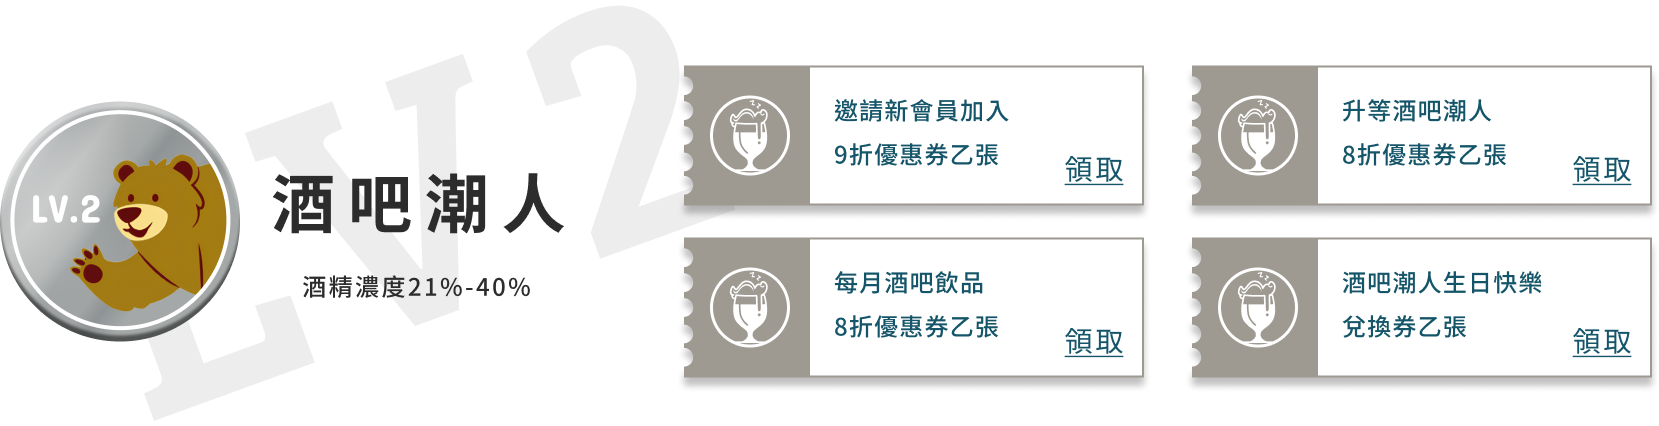 LV2
LV.2
酒吧潮人
酒精濃度21%-40%
邀請新會員加入
9折優惠券乙張
領取
升等酒吧潮人
8折優惠券乙張
領取
每月酒吧飲品
8折優惠券乙張
領取
酒吧潮人生日快樂
兌換券乙張
領取